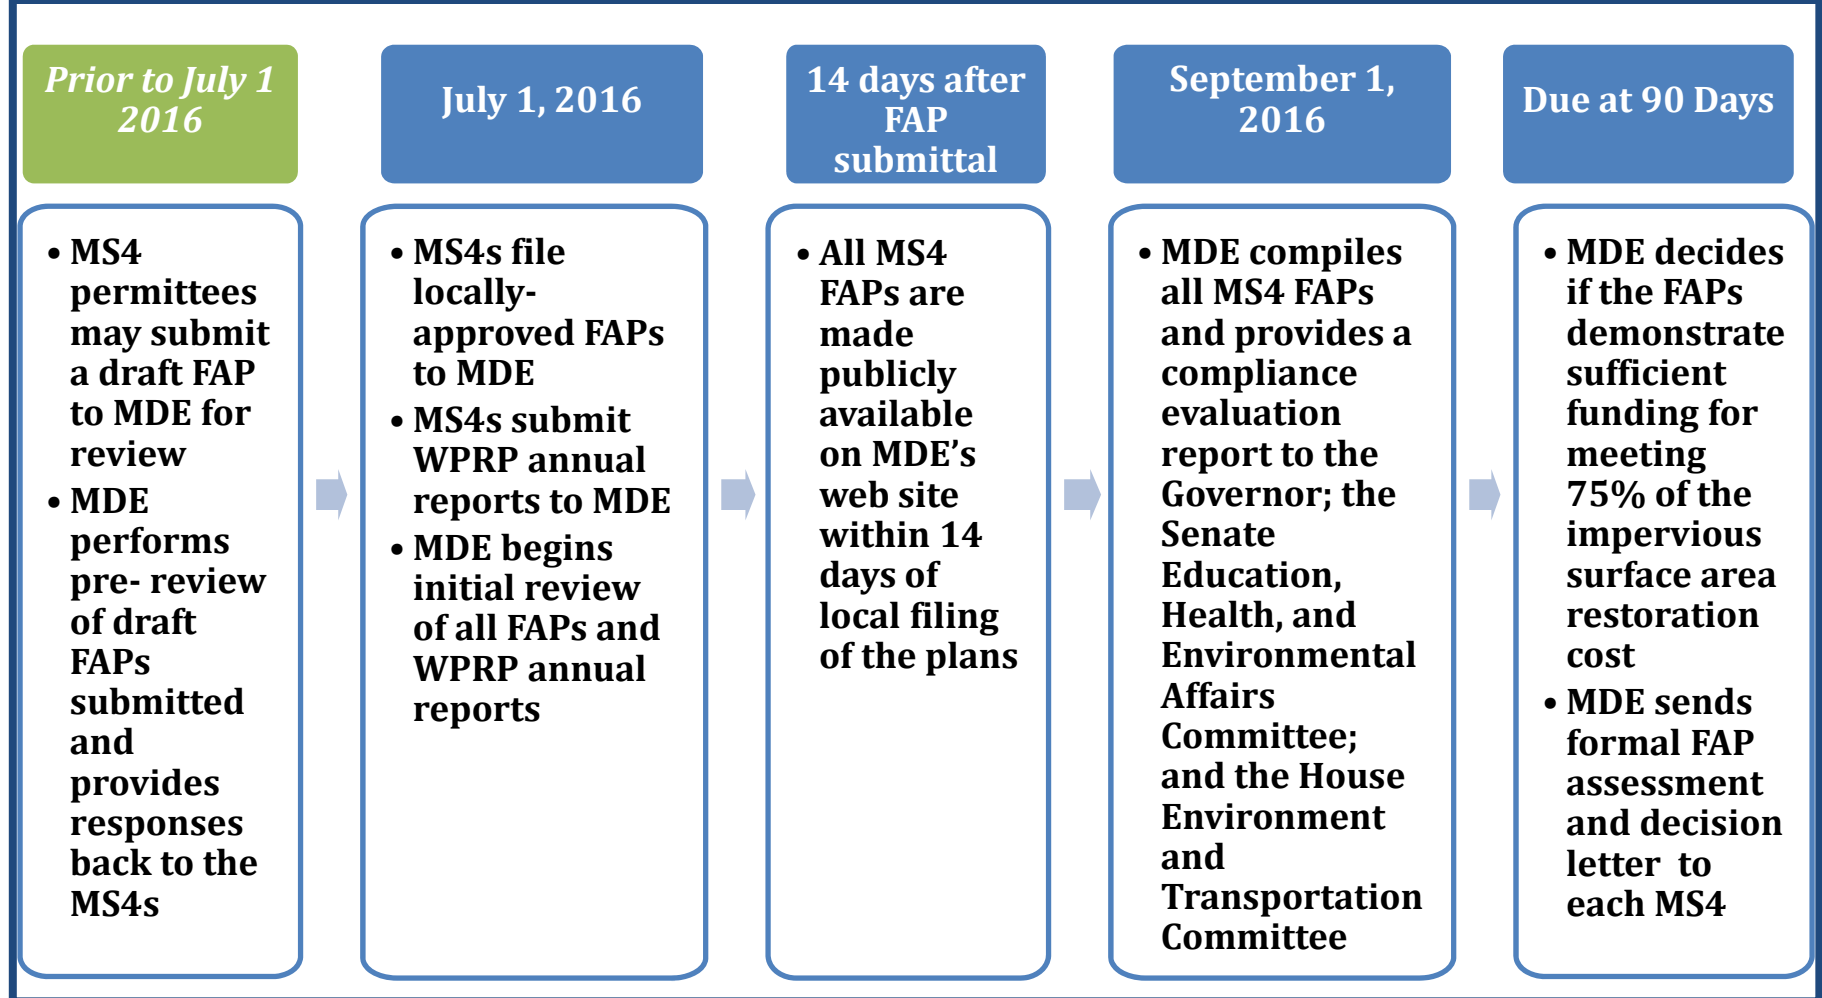 Prior to July 1
2016
• MS4
permittees
may submit
a draft FAP
to MDE for
review
• MDE
performs
pre- review
of draft
FAPs
submitted
and
provides
responses
back to the
MS4s
July 1, 2016
• MS4s file
locally-
approved FAPs
to MDE
• MS4s submit
WPRP annual
reports to MDE
• MDE begins
initial review
of all FAPs and
WPRP annual
reports
14 days after
FAP
submittal
• All MS4
FAPs are
made
publicly
available
on MDE’s
web site
within 14
days of
local filing
of the plans
September 1,
2016
• MDE compiles
all MS4 FAPs
and provides a
compliance
evaluation
report to the
Governor; the
Senate
Education,
Health, and
Environmental
Affairs
Committee;
and the House
Environment
and
Transportation
Committee
Due at 90 Days
• MDE decides
if the FAPs
demonstrate
sufficient
funding for
meeting
75% of the
impervious
surface area
restoration
cost
• MDE sends
formal FAP
assessment
and decision
letter  to
each MS4